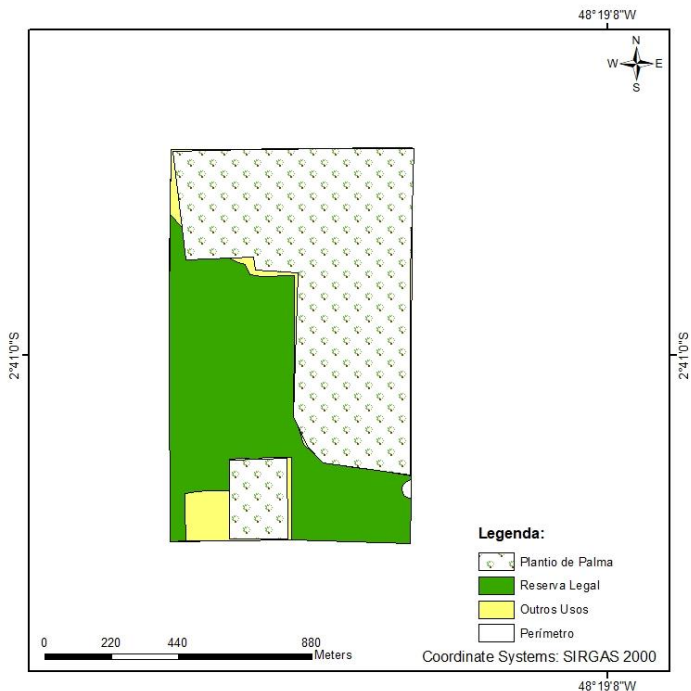 48°19'8"W
N
W E
S
2°41'0"S
2°41'0"S
Legenda:
Plantio de Palma
Reserva Legal
Outros Usos
Perímetro
0 220 440 880
Meters
Coordinate Systems: SIRGAS 2000
48°19'8"W